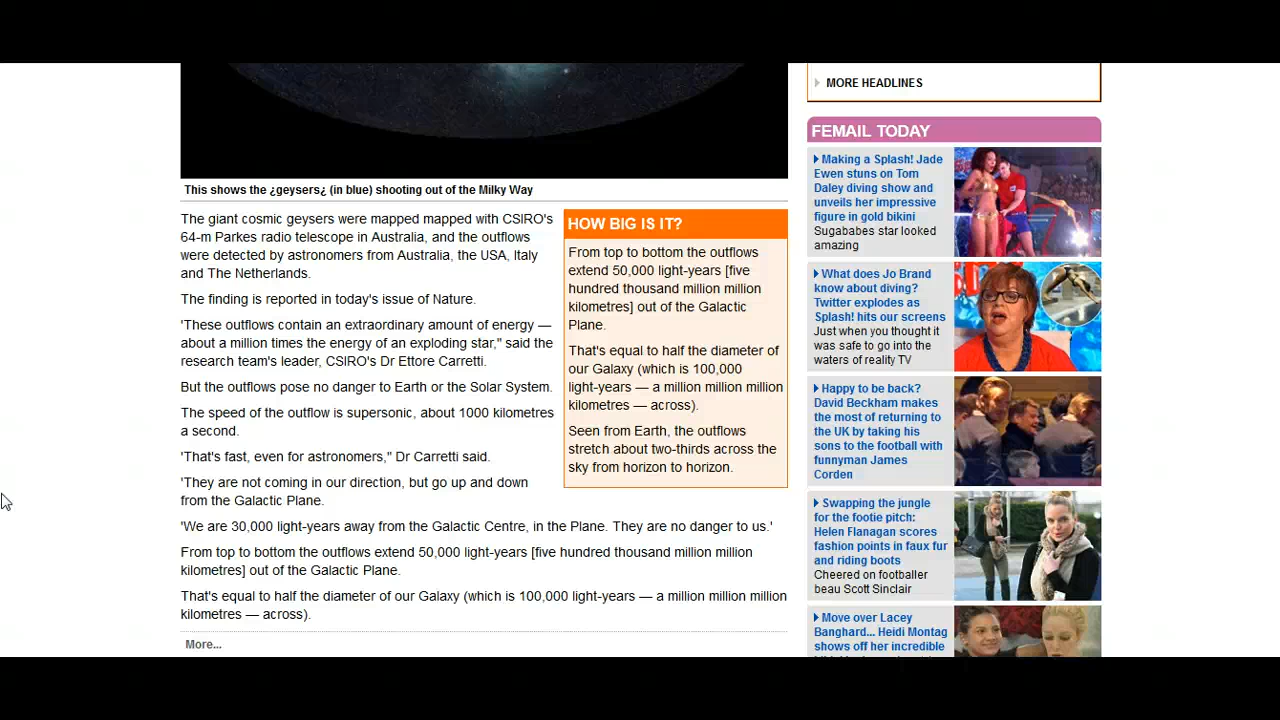 This shows the ¿geysers¿ (in blue) shooting out of the Milky Way
The giant cosmic geysers were mapped mapped with CSIRO's
64-m Parkes radio telescope in Australia, and the outflows
were detected by astronomers from Australia, the USA, Italy
and The Netherlands.
The finding is reported in today's issue of Nature.
'These outflows contain an extraordinary amount of energy —
about a million times the energy of an exploding star," said the
research team's leader, CSIRO's Dr Ettore Carretti.
But the outflows pose no danger to Earth or the Solar System.
The speed of the outflow is supersonic, about 1000 kilometres
a second.
'That's fast, even for astronomers," Dr Carretti said.
'They are not coming in our direction, but go up and down
from the Galactic Plane.
'We are 30,000 light-years away from the Galactic Centre, in the Plane. They are no danger to us.'
From top to bottom the outflows extend 50,000 light-years [five hundred thousand million million
kilometres] out of the Galactic Plane.
That's equal to half the diameter of our Galaxy (which is 100,000 light-years — a million million million
kilometres — across).
More...
HOW BIG IS IT?
From top to bottom the outflows
extend 50,000 light-years [five
hundred thousand million million
kilometres] out of the Galactic
Plane.
That's equal to half the diameter of
our Galaxy (which is 100,000
light-years — a million million million
kilometres — across).
Seen from Earth, the outflows
stretch about two-thirds across the
sky from horizon to horizon.
MORE HEADLINES
FEMAIL TODAY
Making a Splash! Jade
Ewen stuns on Tom
Daley diving show and
unveils her impressive
figure in gold bikini
Sugababes star looked
amazing
What does Jo Brand
know about diving?
Twitter explodes as
Splash! hits our screens
Just when you thought it
was safe to go into the
waters of reality TV
Happy to be back?
David Beckham makes
the most of returning to
the UK by taking his
sons to the football with
funnyman James
Corden
Swapping the jungle
for the footie pitch:
Helen Flanagan scores
fashion points in faux fur
and riding boots
Cheered on footballer
beau Scott Sinclair
Move over Lacey
Banghard... Heidi Montag
shows off her incredible